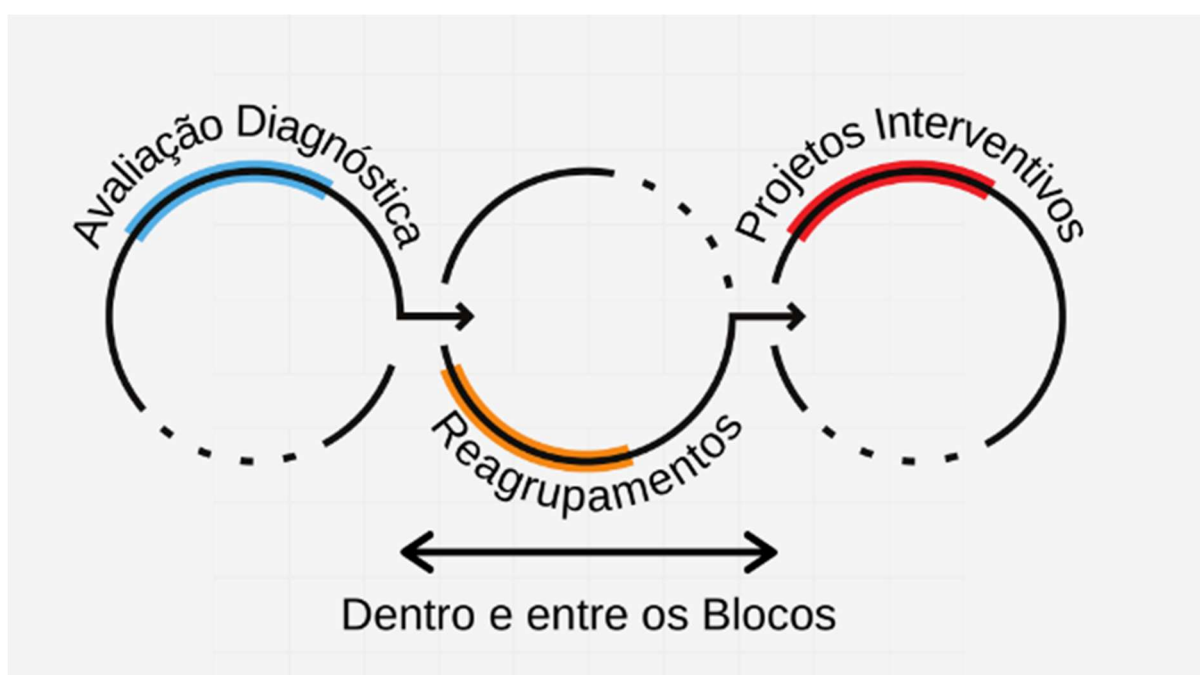 Avaliação Diagnóstica
Projetos Interventivos
Reagrupamentos
Dentro e entre os Blocos